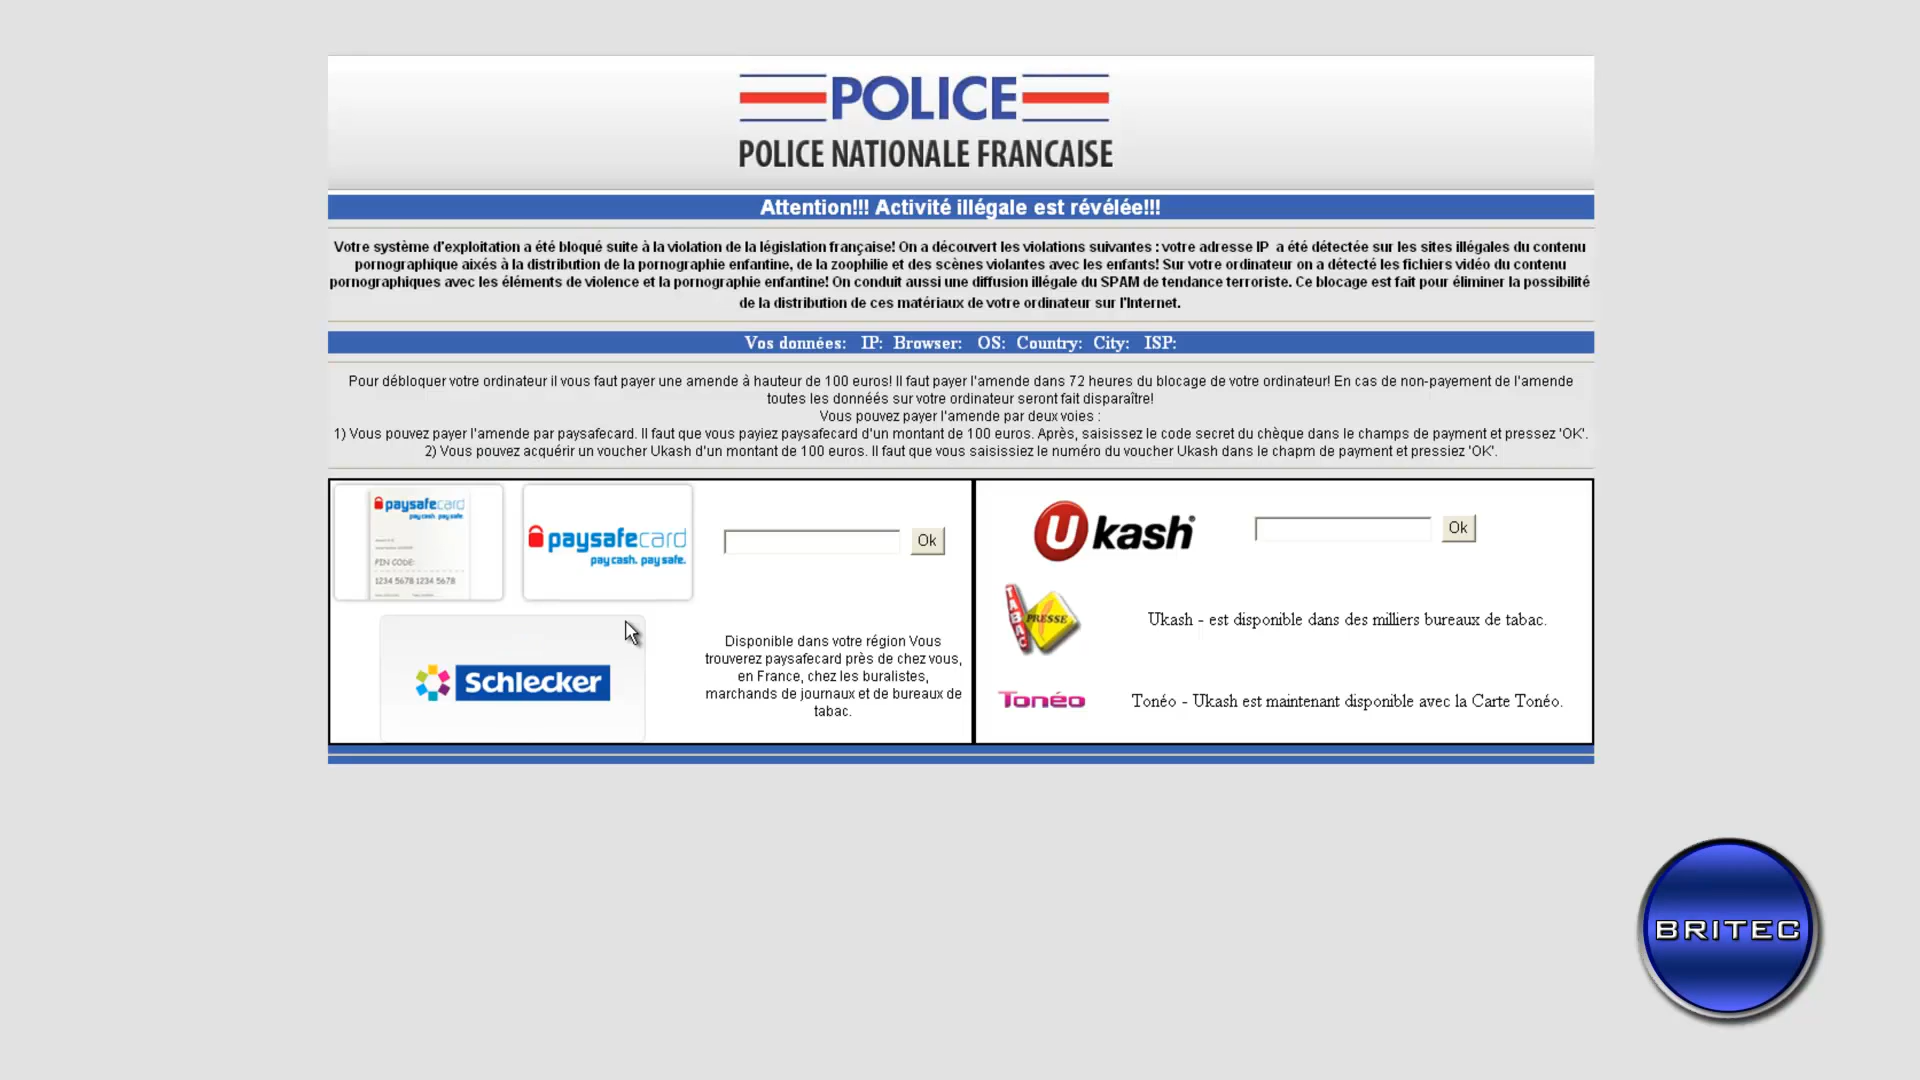 POLICE
POLICE NATIONALE FRANCAISE
Attention!!! Activité illégale est révélée!!!
Votre système d'exploitation a été bloqué suite à la violation de la législation française! On a découvert les violations suivantes : votre adresse IP a été détectée sur les sites illégales du contenu
pornographique aixés à la distribution de la pornographie enfantine, de la zoophilie et des scènes violantes avec les enfants! Sur votre ordinateur on a détecté les fichiers vidéo du contenu
pornographiques avec les éléments de violence et la pornographie enfantine! On conduit aussi une diffusion illégale du SPAM de tendance terroriste. Ce blocage est fait pour éliminer la possibilité
de la distribution de ces matériaux de votre ordinateur sur l'Internet.
Vos données: IP: Browser: OS: Country: City: ISP:
Pour débloquer votre ordinateur il vous faut payer une amende à hauteur de 100 euros! Il faut payer l'amende dans 72 heures du blocage de votre ordinateur! En cas de non-payement de l'amende
toutes les donnéés sur votre ordinateur seront fait disparaître!
Vous pouvez payer l'amende par deux voies :
1) Vous pouvez payer l'amende par paysafecard. Il faut que vous payiez paysafecard d'un montant de 100 euros. Après, saisissez le code secret du chèque dans le champs de payment et pressez 'OK'.
2) Vous pouvez acquérir un voucher Ukash d'un montant de 100 euros. Il faut que vous saisissiez le numéro du voucher Ukash dans le chapm de payment et pressiez 'OK'.
paysafecard
pay cash. pay safe.
PIN CODE:
1234 5678 1234 5678
paysafecard
pay cash. pay safe.
Ok
Schlecker
Disponible dans votre région Vous
trouverez paysafecard près de chez vous,
en France, chez les buralistes,
marchands de journaux et de bureaux de
tabac.
Ukash
Ok
TABAC
PRESSE
Ukash - est disponible dans des milliers bureaux de tabac.
Tonéo
Tonéo - Ukash est maintenant disponible avec la Carte Tonéo.
BRITEC